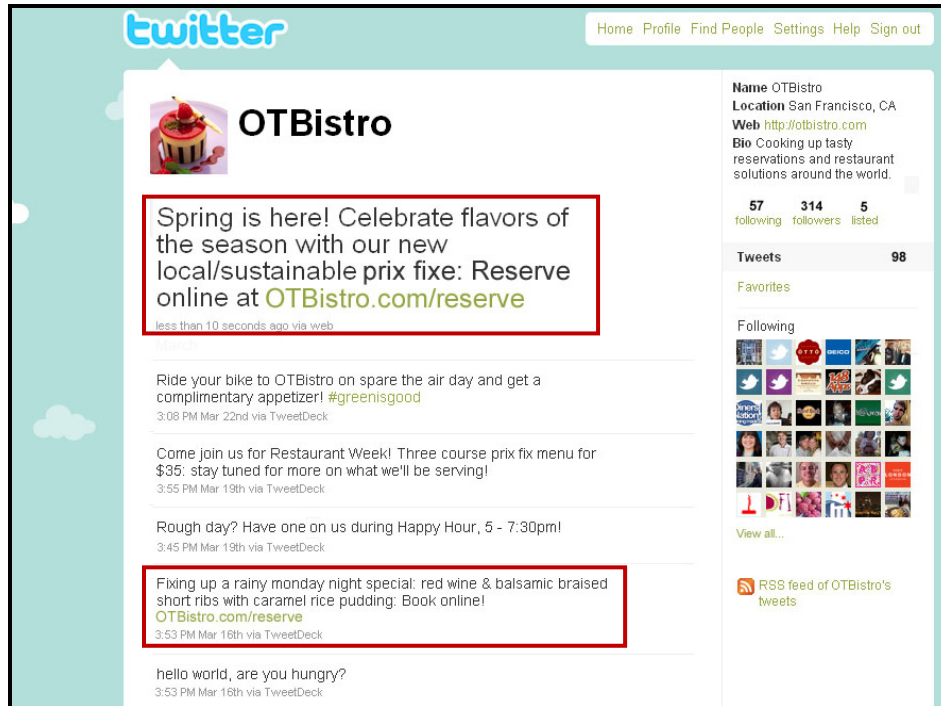 twitter
Home Profile Find People Settings Help Sign out
OTBistro
Spring is here! Celebrate flavors of
the season with our new
local/sustainable prix fixe: Reserve
online at OTBistro.com/reserve
less than 10 seconds ago via web
March
Ride your bike to OTBistro on spare the air day and get a
complimentary appetizer! #greenisgood
3:08 PM Mar 22nd via TweetDeck
Come join us for Restaurant Week! Three course prix fix menu for
$35: stay tuned for more on what we'll be serving!
3:55 PM Mar 19th via TweetDeck
Rough day? Have one on us during Happy Hour, 5 - 7:30pm!
3:45 PM Mar 19th via TweetDeck
Fixing up a rainy monday night special: red wine & balsamic braised
short ribs with caramel rice pudding: Book online!
OTBistro.com/reserve
3:53 PM Mar 16th via TweetDeck
hello world, are you hungry?
3:53 PM Mar 16th via TweetDeck
Name OTBistro
Location San Francisco, CA
Web http://otbistro.com
Bio Cooking up tasty
reservations and restaurant
solutions around the world.
57 314 5
following followers listed
Tweets 98
Favorites
Following
OTTO
GEICO
LONDON
View all...
RSS feed of OTBistro's
tweets